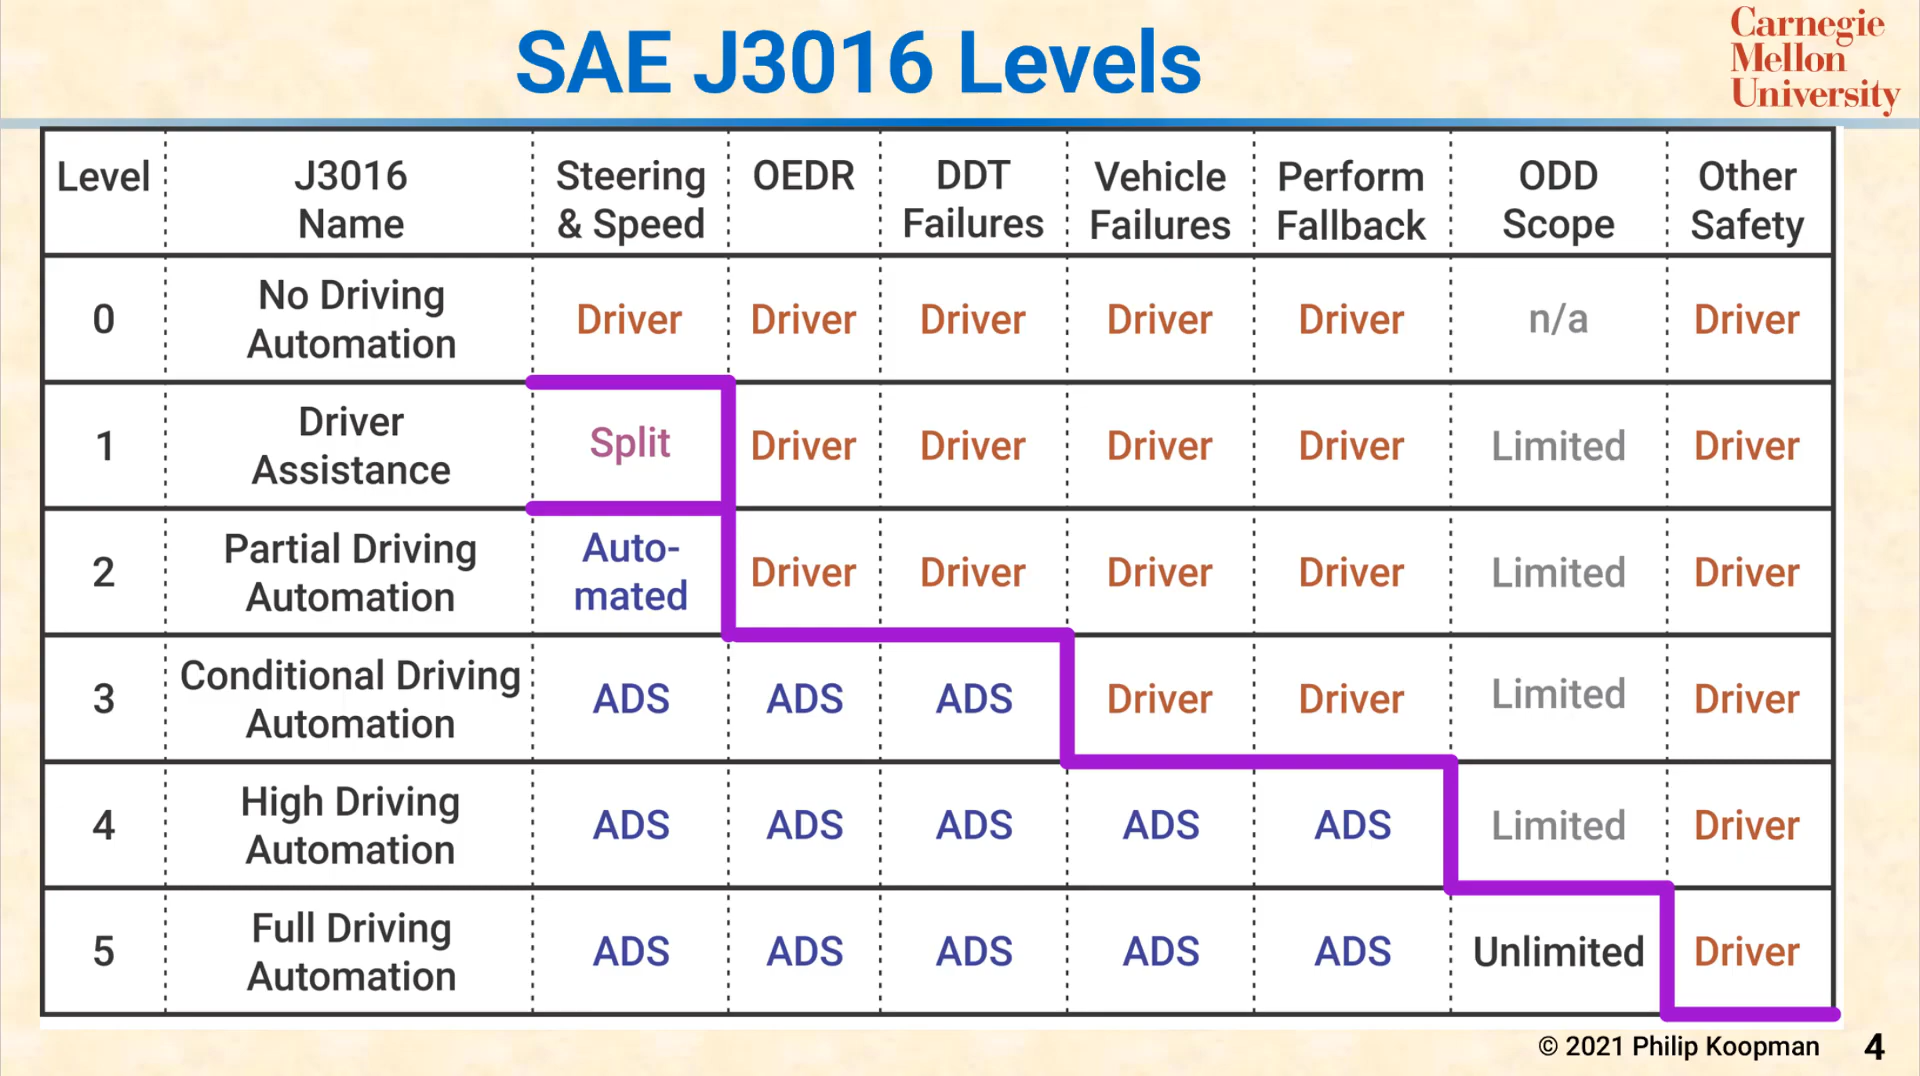 SAE J3016 Levels
Carnegie
Mellon
University
Level J3016 Name Steering & Speed OEDR DDT Failures Vehicle Failures Perform Fallback ODD Scope Other Safety
0 No Driving Automation Driver Driver Driver Driver Driver n/a Driver
1 Driver Assistance Split Driver Driver Driver Driver Limited Driver
2 Partial Driving Automation Auto-mated Driver Driver Driver Driver Limited Driver
3 Conditional Driving Automation ADS ADS ADS Driver Driver Limited Driver
4 High Driving Automation ADS ADS ADS ADS ADS Limited Driver
5 Full Driving Automation ADS ADS ADS ADS ADS Unlimited Driver
© 2021 Philip Koopman 4